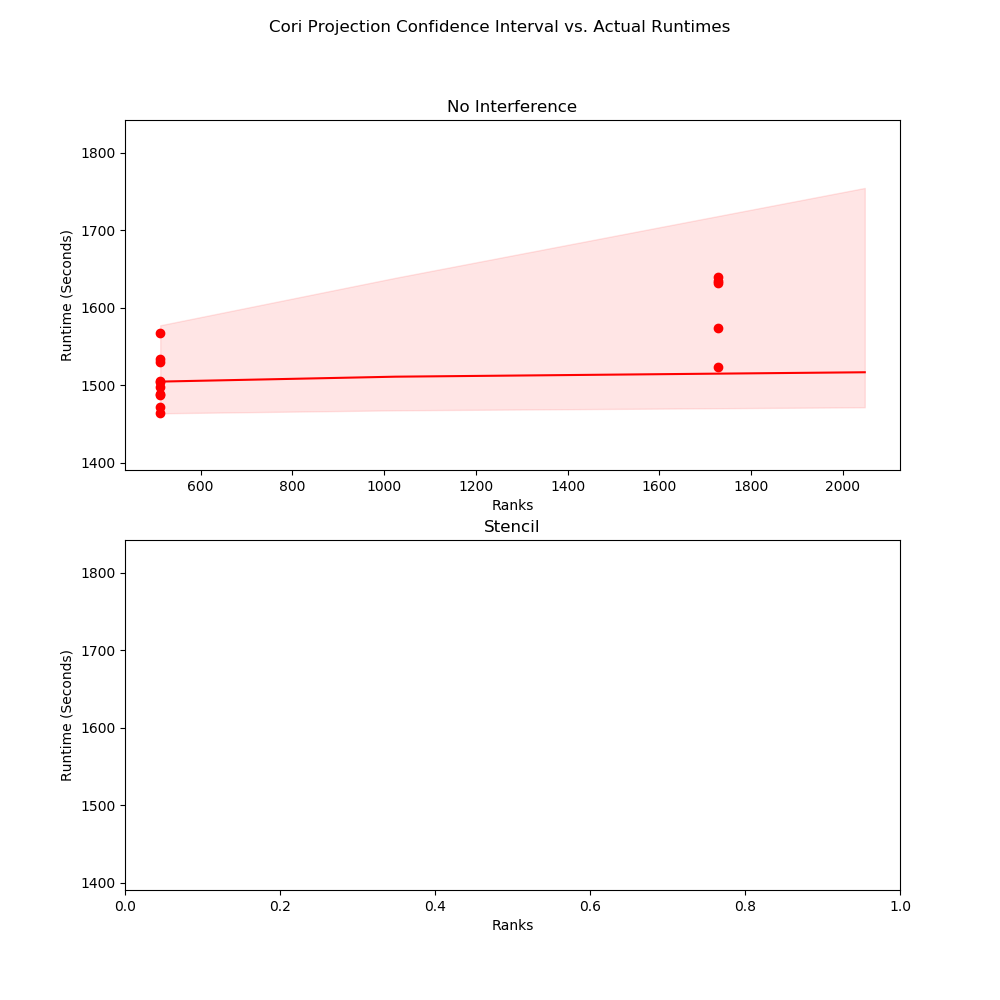 Cori Projection Confidence Interval vs. Actual Runtimes
No Interference
1800
1700
1600
1500
1400
Runtime (Seconds)
600 800 1000 1200 1400 1600 1800 2000
Ranks
Stencil
1800
1700
1600
1500
1400
Runtime (Seconds)
0.0 0.2 0.4 0.6 0.8 1.0
Ranks